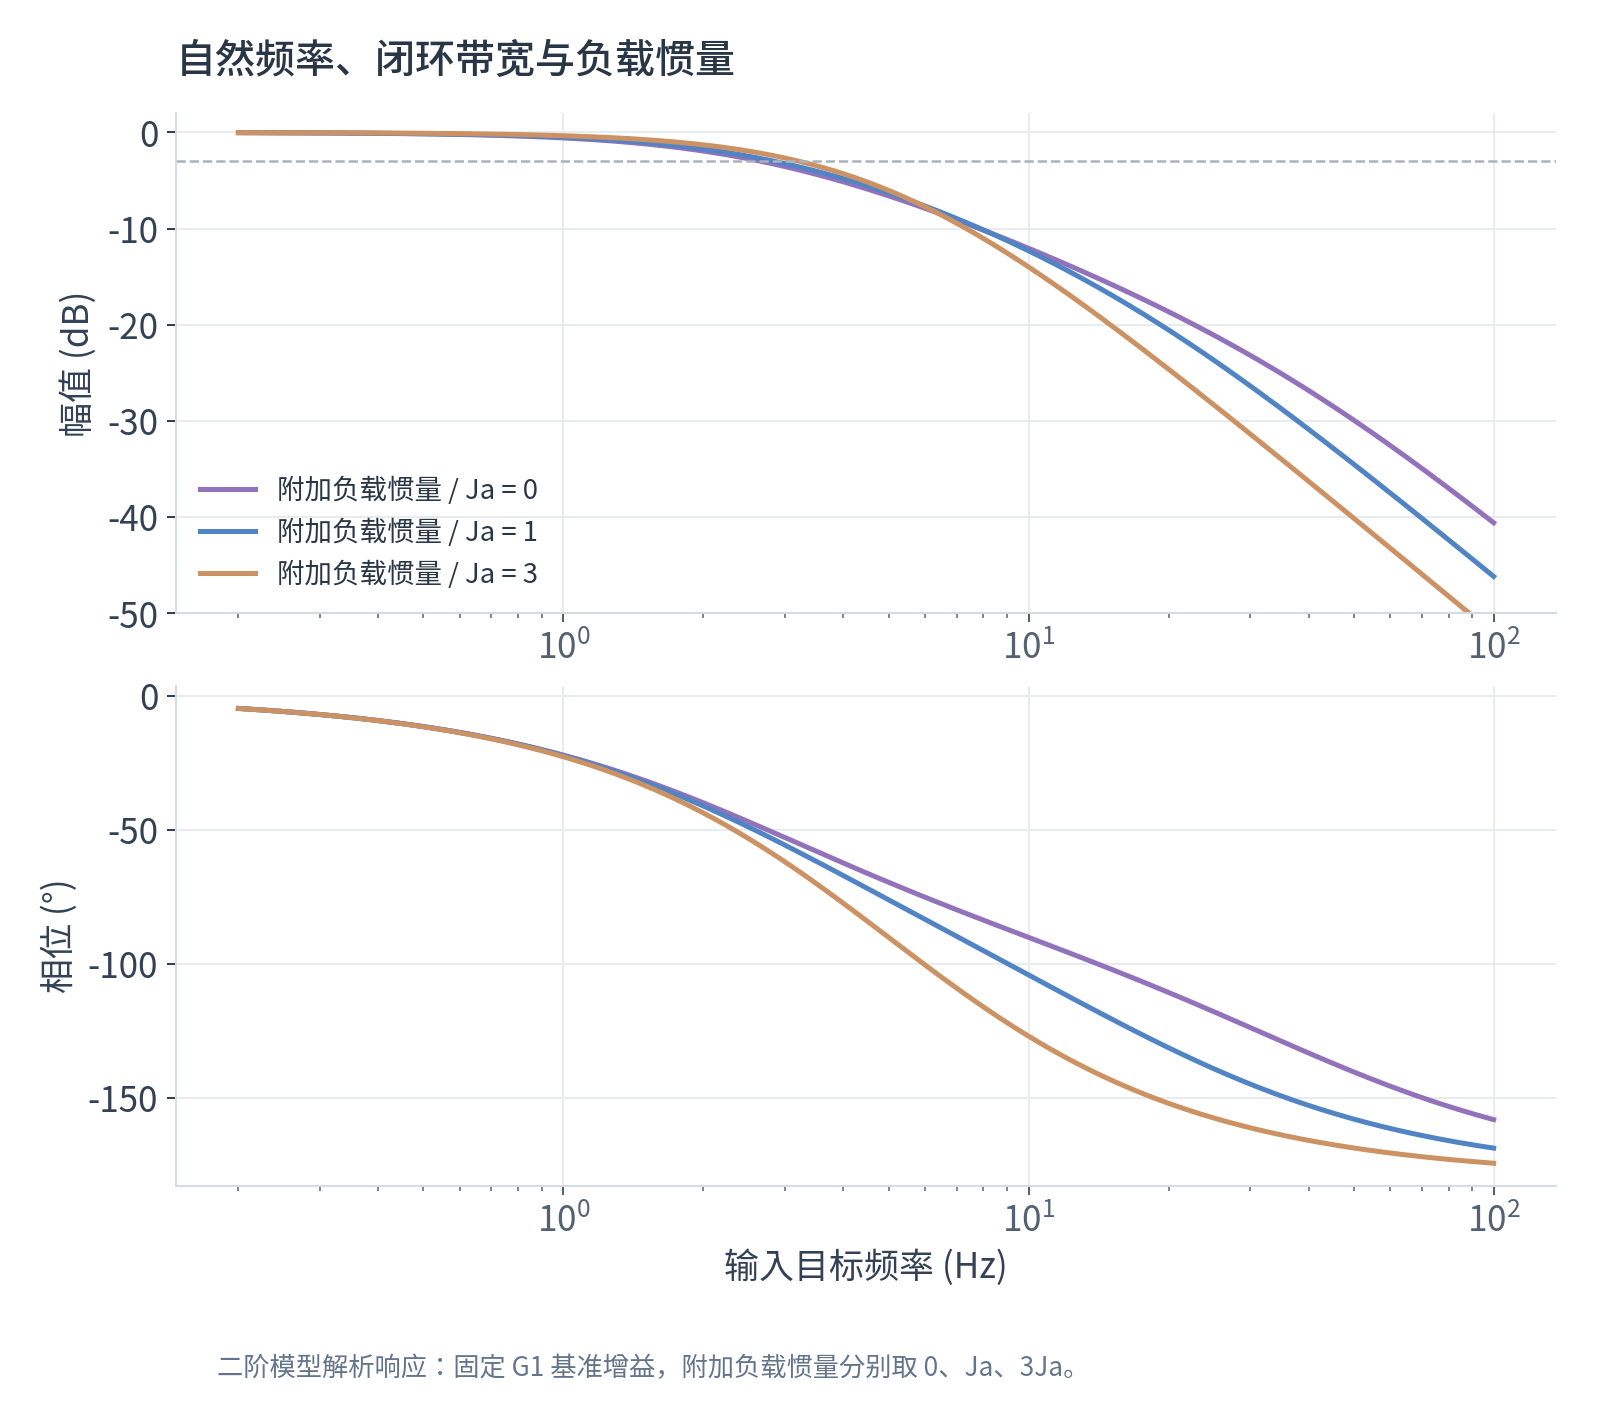 自然频率、闭环带宽与负载惯量
幅值 (dB)
0
-10
-20
-30
-40
-50
附加负载惯量 / Ja = 0
附加负载惯量 / Ja = 1
附加负载惯量 / Ja = 3
10⁰ 10¹ 10²
相位 (°)
0
-50
-100
-150
10⁰ 10¹ 10²
输入目标频率 (Hz)
二阶模型解析响应：固定 G1 基准增益，附加负载惯量分别取 0、Ja、3Ja。